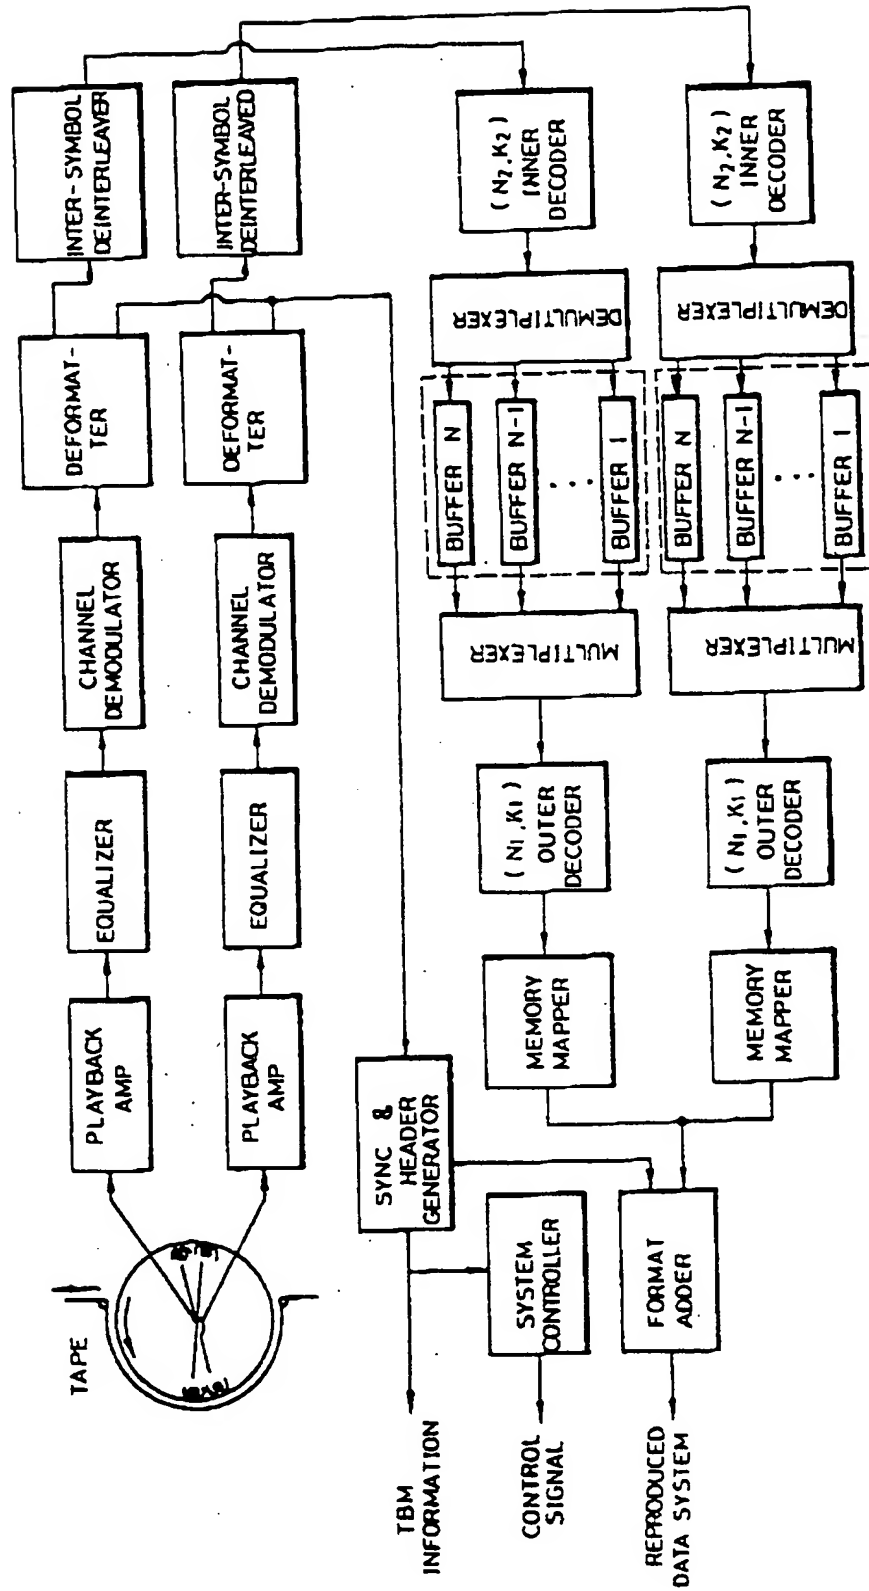 TAPE
PLAYBACK
AMP
EQUALIZER
CHANNEL
DEMODULATOR
DEFORMAT-
TER
INTER-SYMBOL
DEINTERLEAVER
PLAYBACK
AMP
EQUALIZER
CHANNEL
DEMODULATOR
DEFORMAT-
TER
INTER-SYMBOL
DEINTERLEAVED
TBM
INFORMATION
SYNC &
HEADER
GENERATOR
CONTROL
SIGNAL
SYSTEM
CONTROLLER
MEMORY
MAPPER
(N1,K1)
OUTER
DECODER
MULTIPLEXER
BUFFER N
BUFFER N-1
...
BUFFER 1
DEMULTIPLEXER
(N2,K2)
INNER
DECODER
REPRODUCED
DATA SYSTEM
FORMAT
ADDER
MEMORY
MAPPER
(N1,K1)
OUTER
DECODER
MULTIPLEXER
BUFFER N
BUFFER N-1
...
BUFFER 1
DEMULTIPLEXER
(N2,K2)
INNER
DECODER